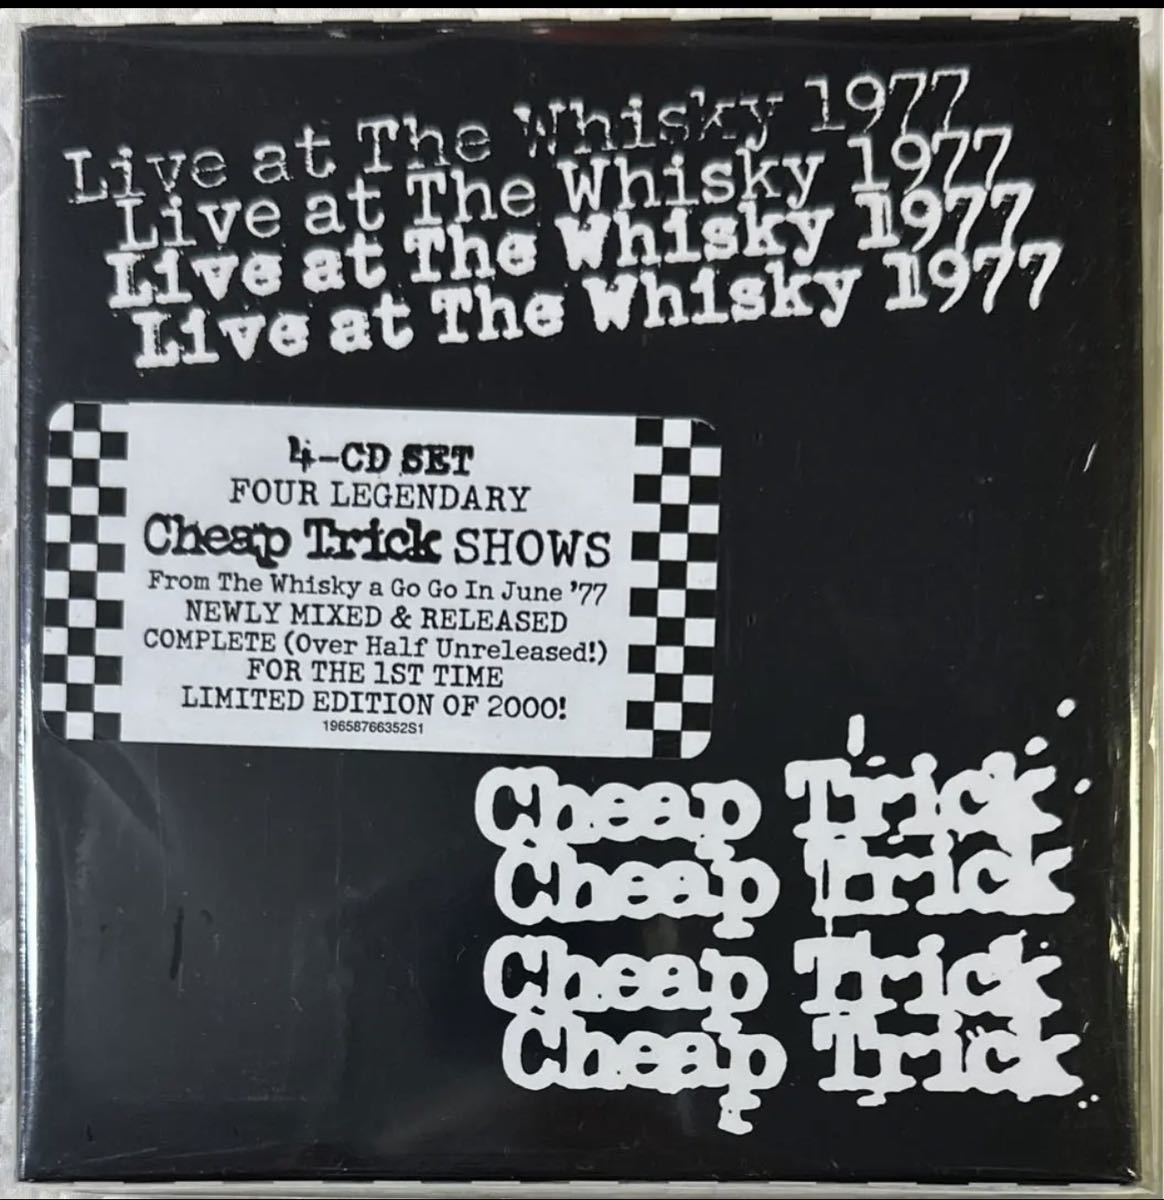 Live at The Whisky 1977
Live at The Whisky 1977
Live at The Whisky 1977
Live at The Whisky 1977
4-CD SET
FOUR LEGENDARY
Cheap Trick SHOWS
From The Whisky a Go Go In June '77
NEWLY MIXED & RELEASED
COMPLETE (Over Half Unreleased!)
FOR THE 1ST TIME
LIMITED EDITION OF 2000!
19658766352S1
Cheap Trick
Cheap Trick
Cheap Trick
Cheap Trick